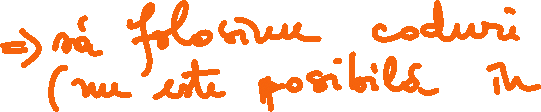 => să folosim coduri
(nu este posibilă în